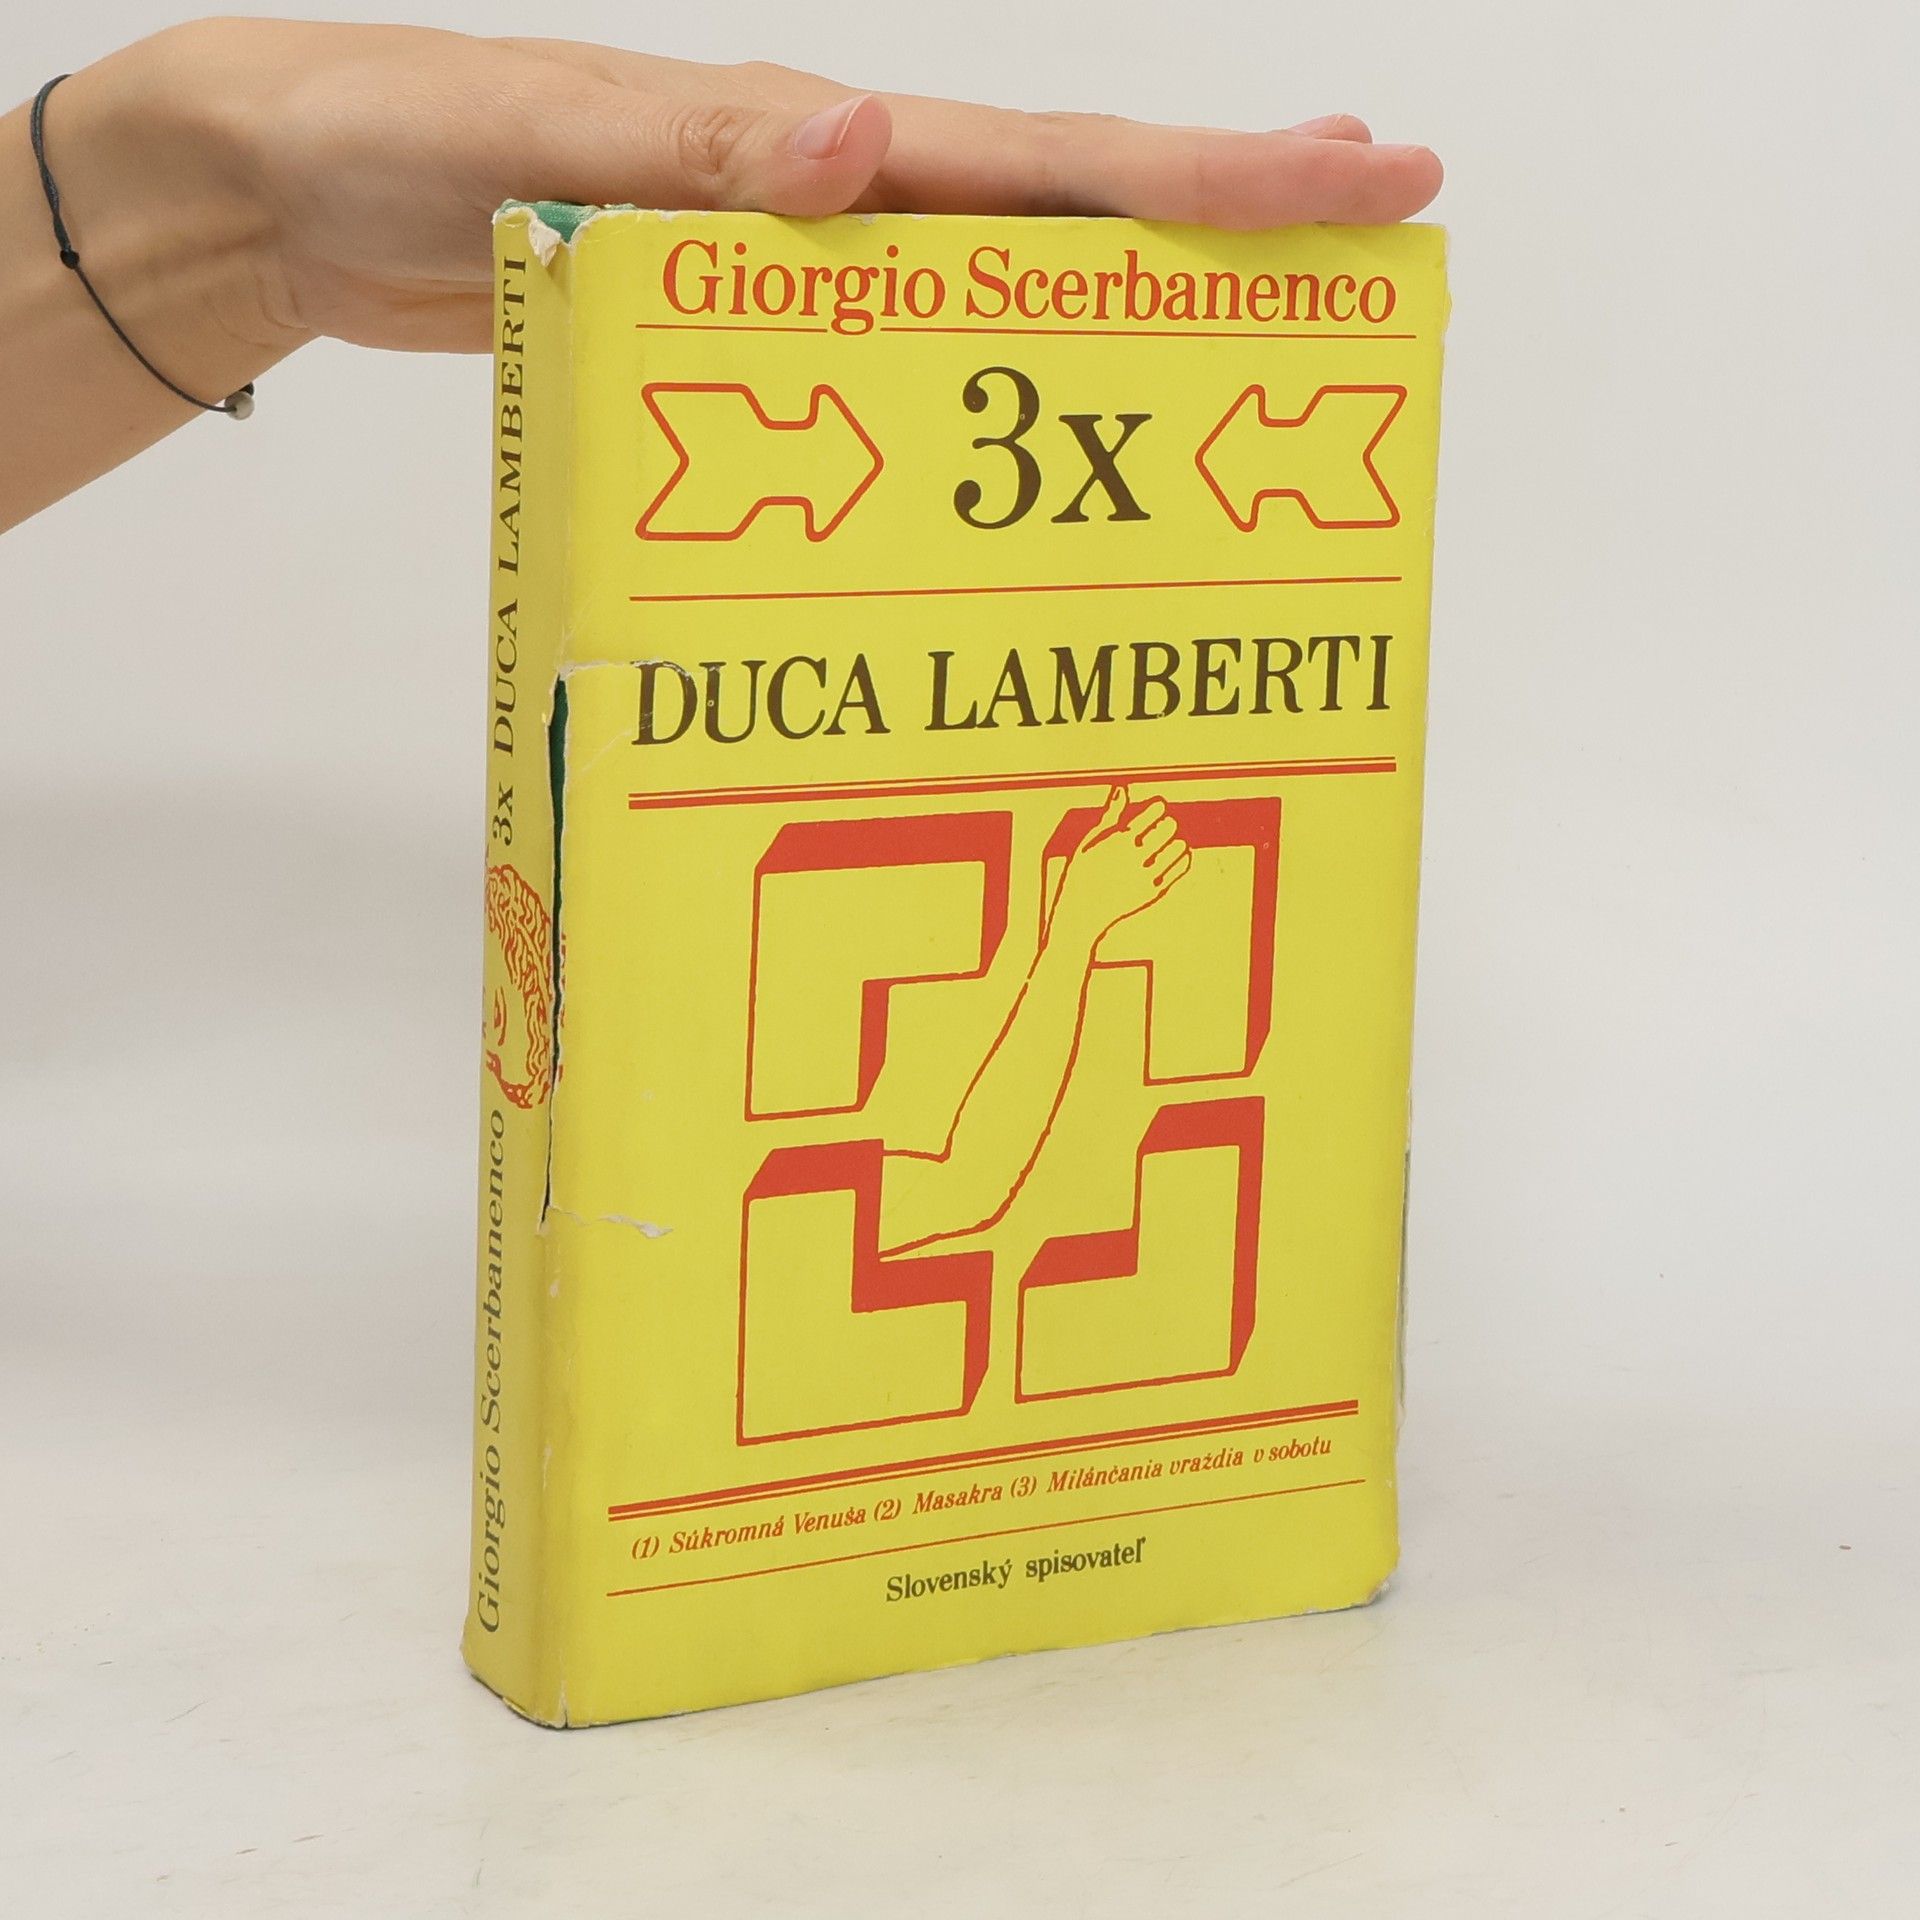 Giorgio Scerbanenco
3x
DUCA LAMBERTI
(1) Súkromná Venuša (2) Masakra (3) Milánčania vraždia v sobotu
Slovenský spisovateľ
Giorgio Scerbanenco 3x DUCA LAMBERTI